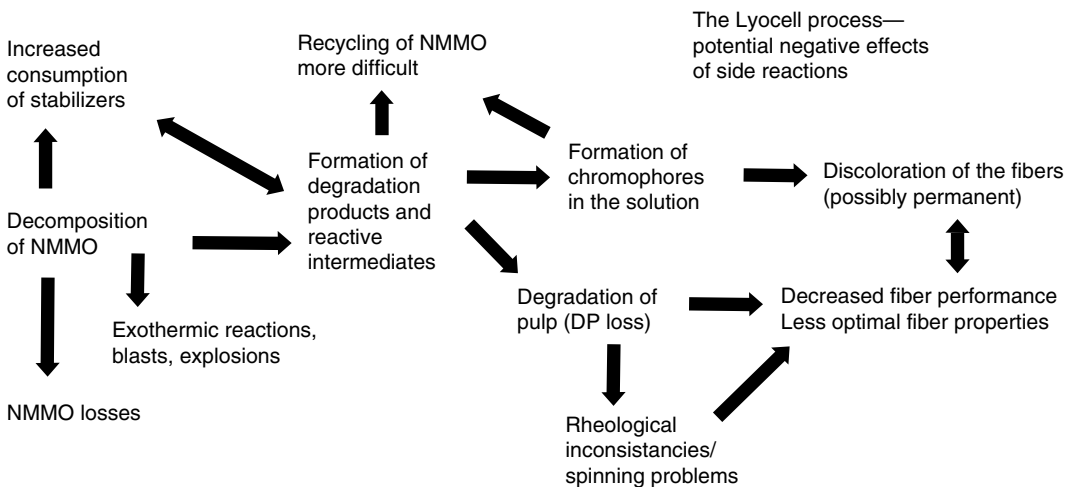 The Lyocell process—
potential negative effects
of side reactions
Increased
consumption
of stabilizers
Recycling of NMMO
more difficult
Formation of
degradation
products and
reactive
intermediates
Formation of
chromophores
in the solution
Discoloration of the fibers
(possibly permanent)
Decomposition
of NMMO
Exothermic reactions,
blasts, explosions
NMMO losses
Degradation of
pulp (DP loss)
Decreased fiber performance
Less optimal fiber properties
Rheological
inconsistancies/
spinning problems